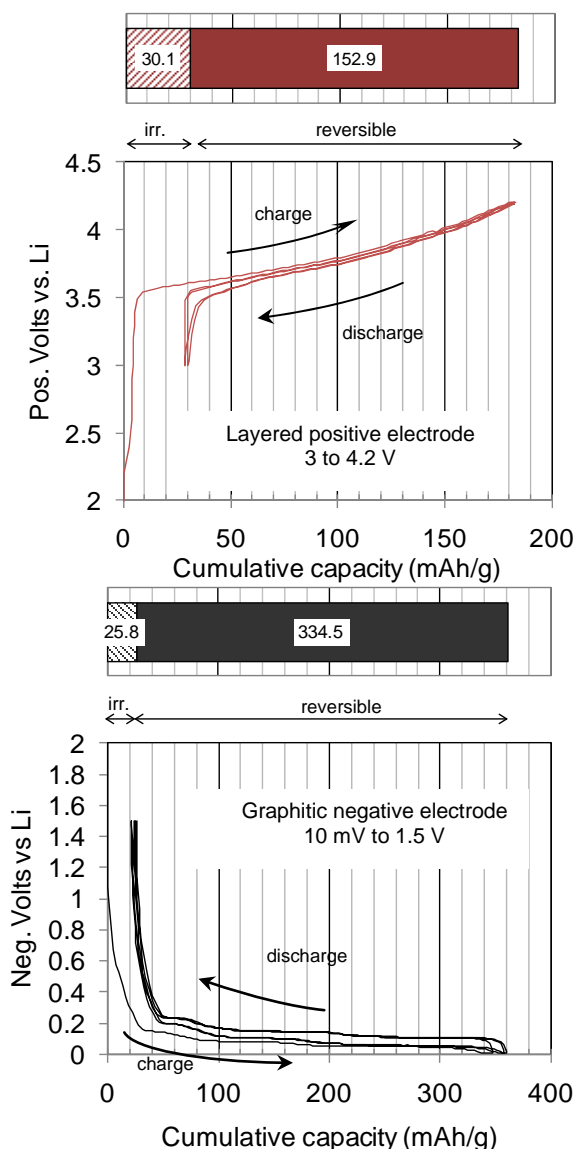 30.1 152.9
irr. reversible
4.5
4
3.5
3
2.5
2
Pos. Volts vs. Li
charge
discharge
Layered positive electrode
3 to 4.2 V
0 50 100 150 200
Cumulative capacity (mAh/g)
25.8 334.5
irr. reversible
2
1.8
1.6
1.4
1.2
1
0.8
0.6
0.4
0.2
0
Neg. Volts vs Li
Graphitic negative electrode
10 mV to 1.5 V
discharge
charge
0 100 200 300 400
Cumulative capacity (mAh/g)